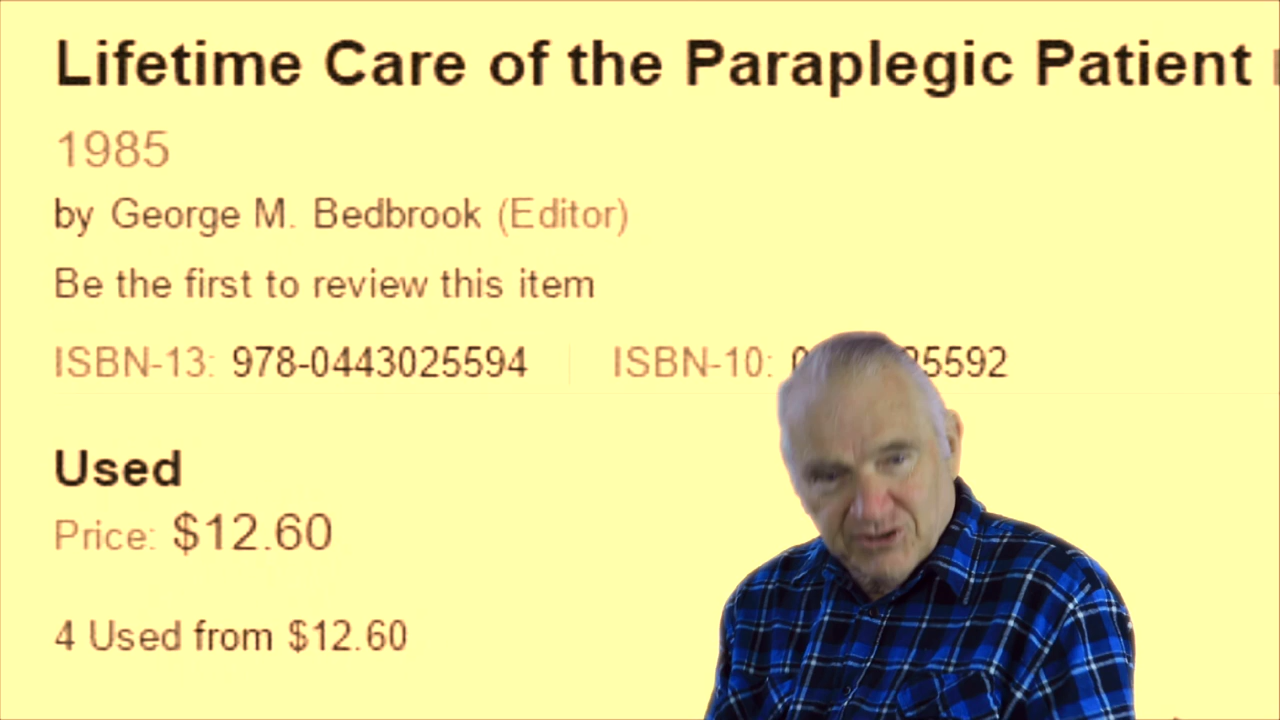 Lifetime Care of the Paraplegic Patient
1985
by George M. Bedbrook (Editor)
Be the first to review this item
ISBN-13: 978-0443025594 ISBN-10:
Used
Price: $12.60
4 Used from $12.60